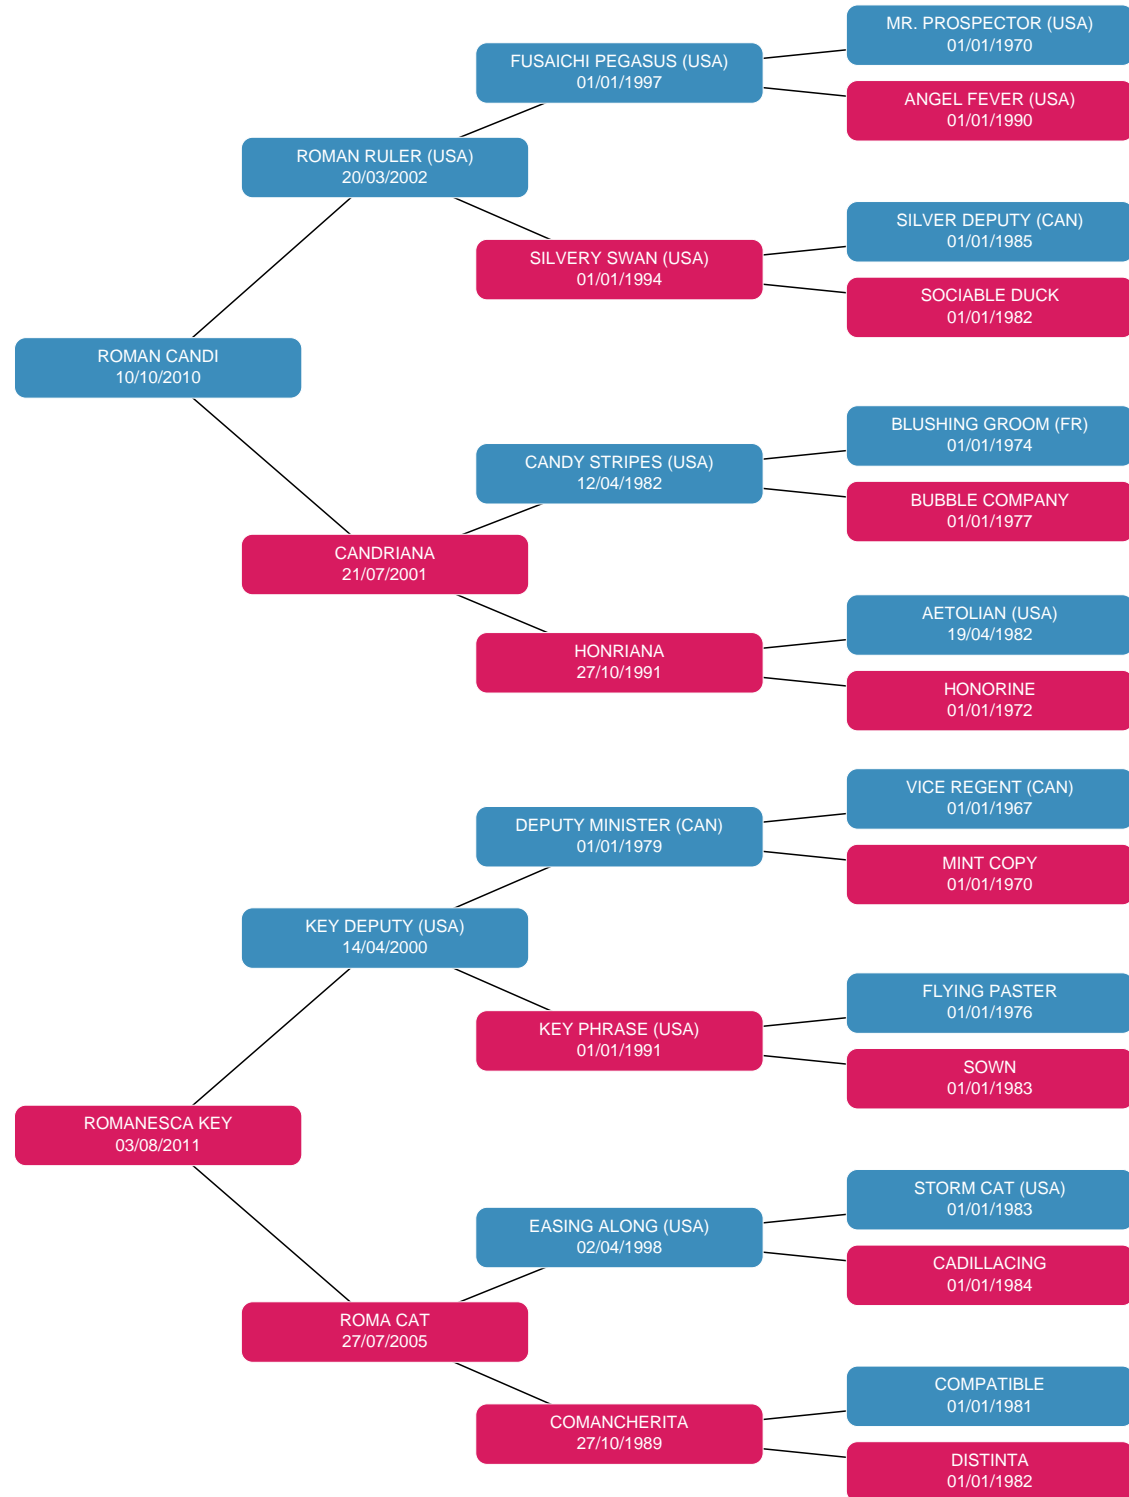 MR. PROSPECTOR (USA)
01/01/1970
FUSAICHI PEGASUS (USA)
01/01/1997
ANGEL FEVER (USA)
01/01/1990
ROMAN RULER (USA)
20/03/2002
SILVER DEPUTY (CAN)
01/01/1985
SILVERY SWAN (USA)
01/01/1994
SOCIABLE DUCK
01/01/1982
ROMAN CANDI
10/10/2010
BLUSHING GROOM (FR)
01/01/1974
CANDY STRIPES (USA)
12/04/1982
BUBBLE COMPANY
01/01/1977
CANDRIANA
21/07/2001
AETOLIAN (USA)
19/04/1982
HONRIANA
27/10/1991
HONORINE
01/01/1972
VICE REGENT (CAN)
01/01/1967
DEPUTY MINISTER (CAN)
01/01/1979
MINT COPY
01/01/1970
KEY DEPUTY (USA)
14/04/2000
FLYING PASTER
01/01/1976
KEY PHRASE (USA)
01/01/1991
SOWN
01/01/1983
ROMANESCA KEY
03/08/2011
STORM CAT (USA)
01/01/1983
EASING ALONG (USA)
02/04/1998
CADILLACING
01/01/1984
ROMA CAT
27/07/2005
COMPATIBLE
01/01/1981
COMANCHERITA
27/10/1989
DISTINTA
01/01/1982